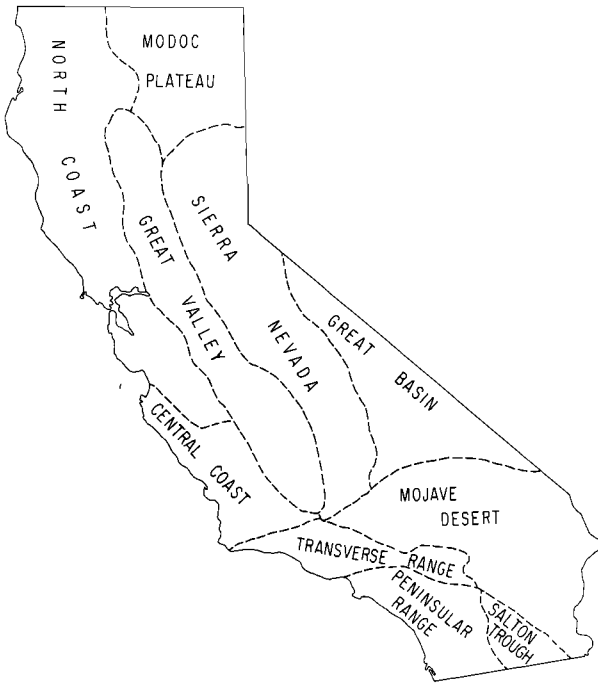 NORTH
COAST
MODOC
PLATEAU
GREAT
VALLEY
SIERRA
NEVADA
GREAT
BASIN
CENTRAL
COAST
MOJAVE
DESERT
TRANSVERSE RANGE
PENINSULAR
RANGE
SALTON
TROUGH